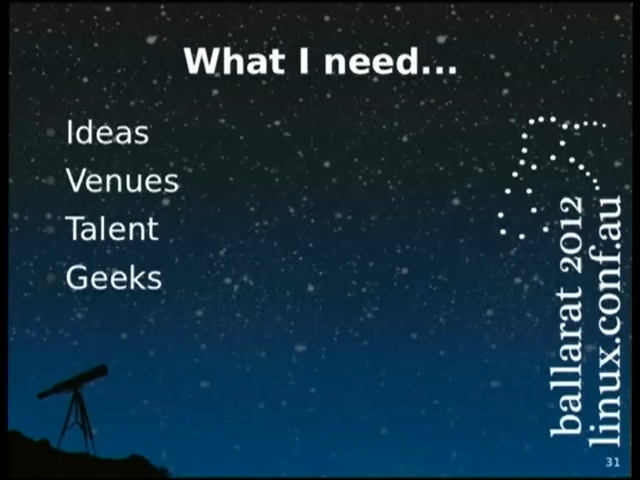 What I need...
Ideas
Venues
Talent
Geeks
ballarat 2012
linux.conf.au
31